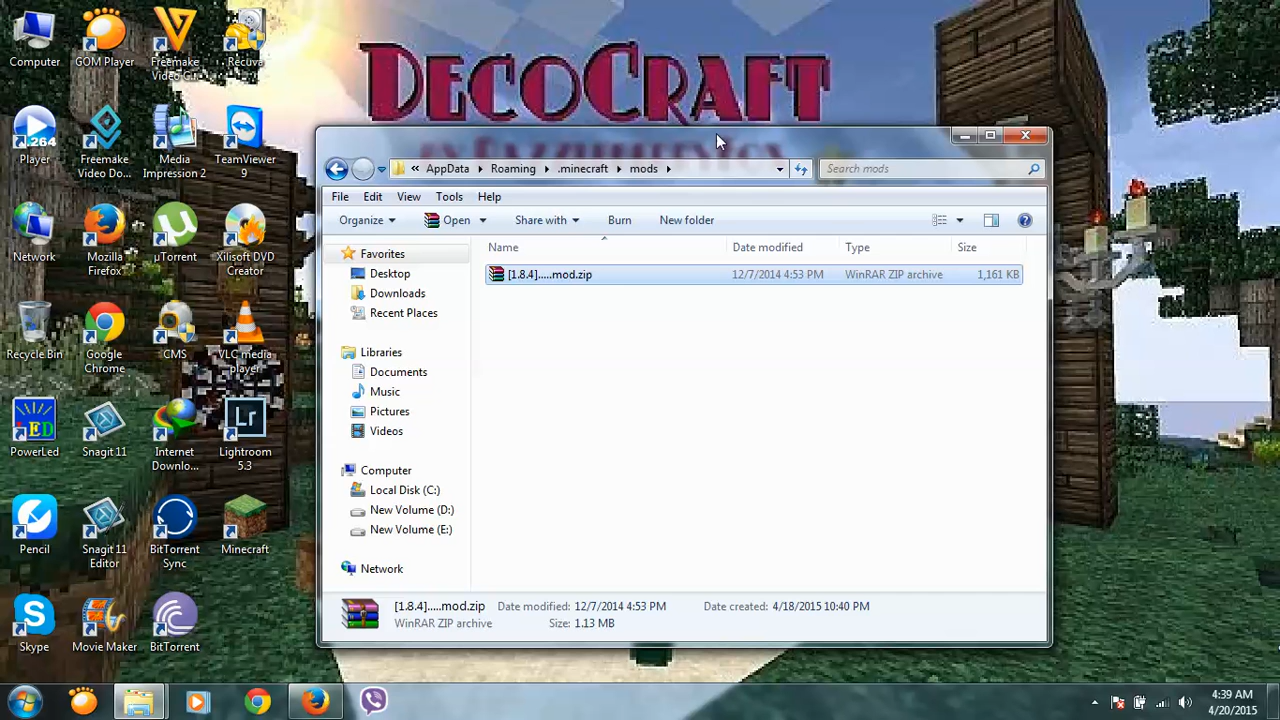 Computer
GOM Player
Freemake
Video C...
Recuva
DECOCRAFT
Player
Freemake
Video Do...
Media
Impression 2
TeamViewer
9
Network
Mozilla
Firefox
µTorrent
Xilisoft DVD
Creator
Recycle Bin
Google
Chrome
CMS
VLC media
player
PowerLed
Snagit 11
Internet
Downlo...
Lightroom
5.3
Pencil
Snagit 11
Editor
BitTorrent
Sync
Minecraft
Skype
Movie Maker
BitTorrent
« AppData Roaming .minecraft mods
Search mods
File Edit View Tools Help
Organize Open Share with Burn New folder
Name Date modified Type Size
[1.8.4].....mod.zip 12/7/2014 4:53 PM WinRAR ZIP archive 1,161 KB
Favorites
Desktop
Downloads
Recent Places
Libraries
Documents
Music
Pictures
Videos
Computer
Local Disk (C:)
New Volume (D:)
New Volume (E:)
Network
[1.8.4].....mod.zip Date modified: 12/7/2014 4:53 PM Date created: 4/18/2015 10:40 PM
WinRAR ZIP archive Size: 1.13 MB
4:39 AM
4/20/2015